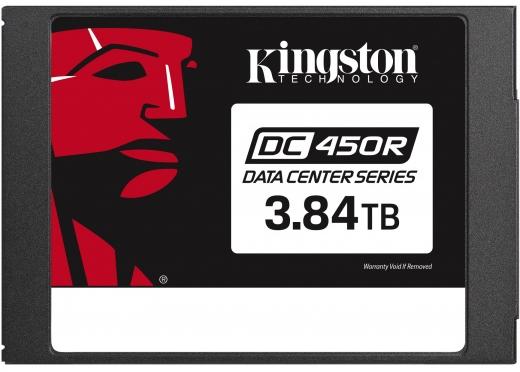 Kingston
TECHNOLOGY
DC 450R
DATA CENTER SERIES
3.84TB
Warranty Void If Removed
®